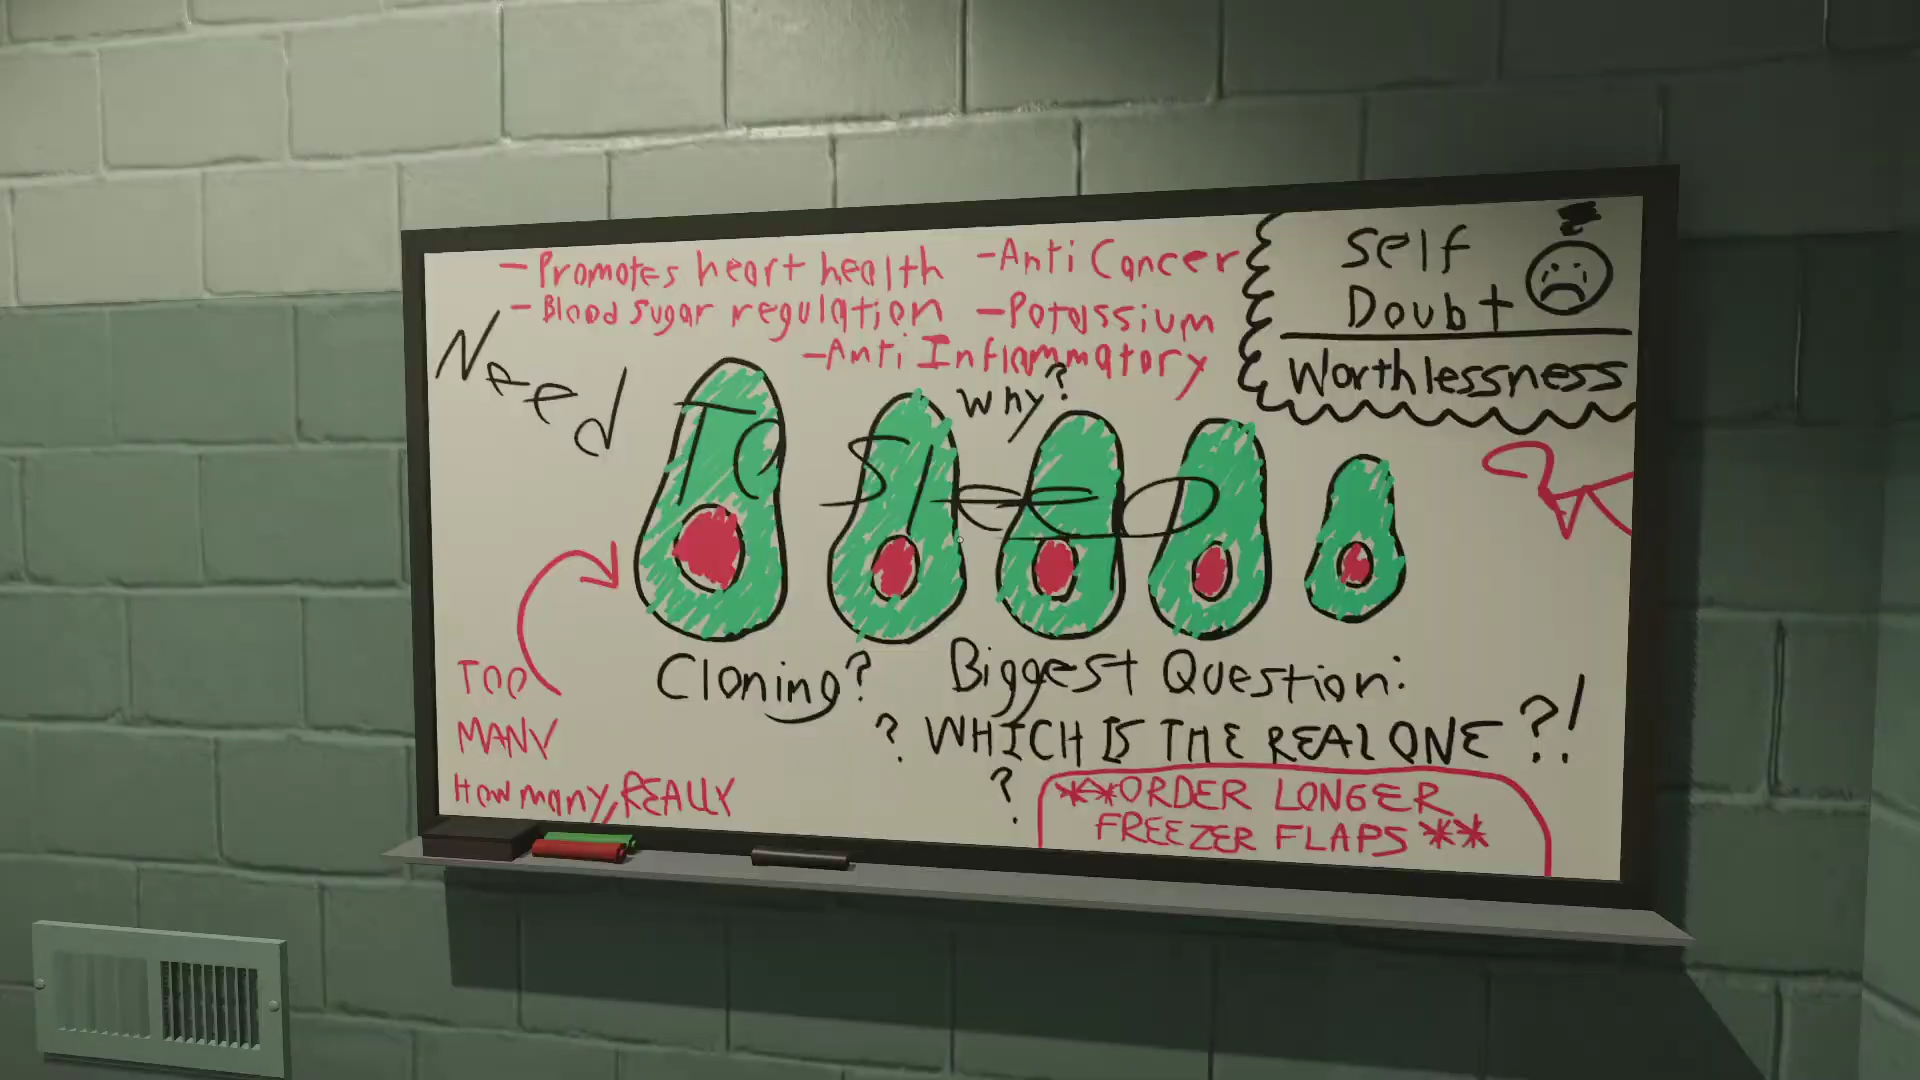 - Promotes heart health
- Blood sugar regulation
- Anti Cancer
- Potassium
- Anti Inflammatory
Self
Doubt
Worthlessness
Need
To
Sleep
Why?
Cloning?
Biggest Question:
? WHICH IS THE REAL ONE ?!
?
TOO
MANY
How many, REALLY
***ORDER LONGER
FREEZER FLAPS **